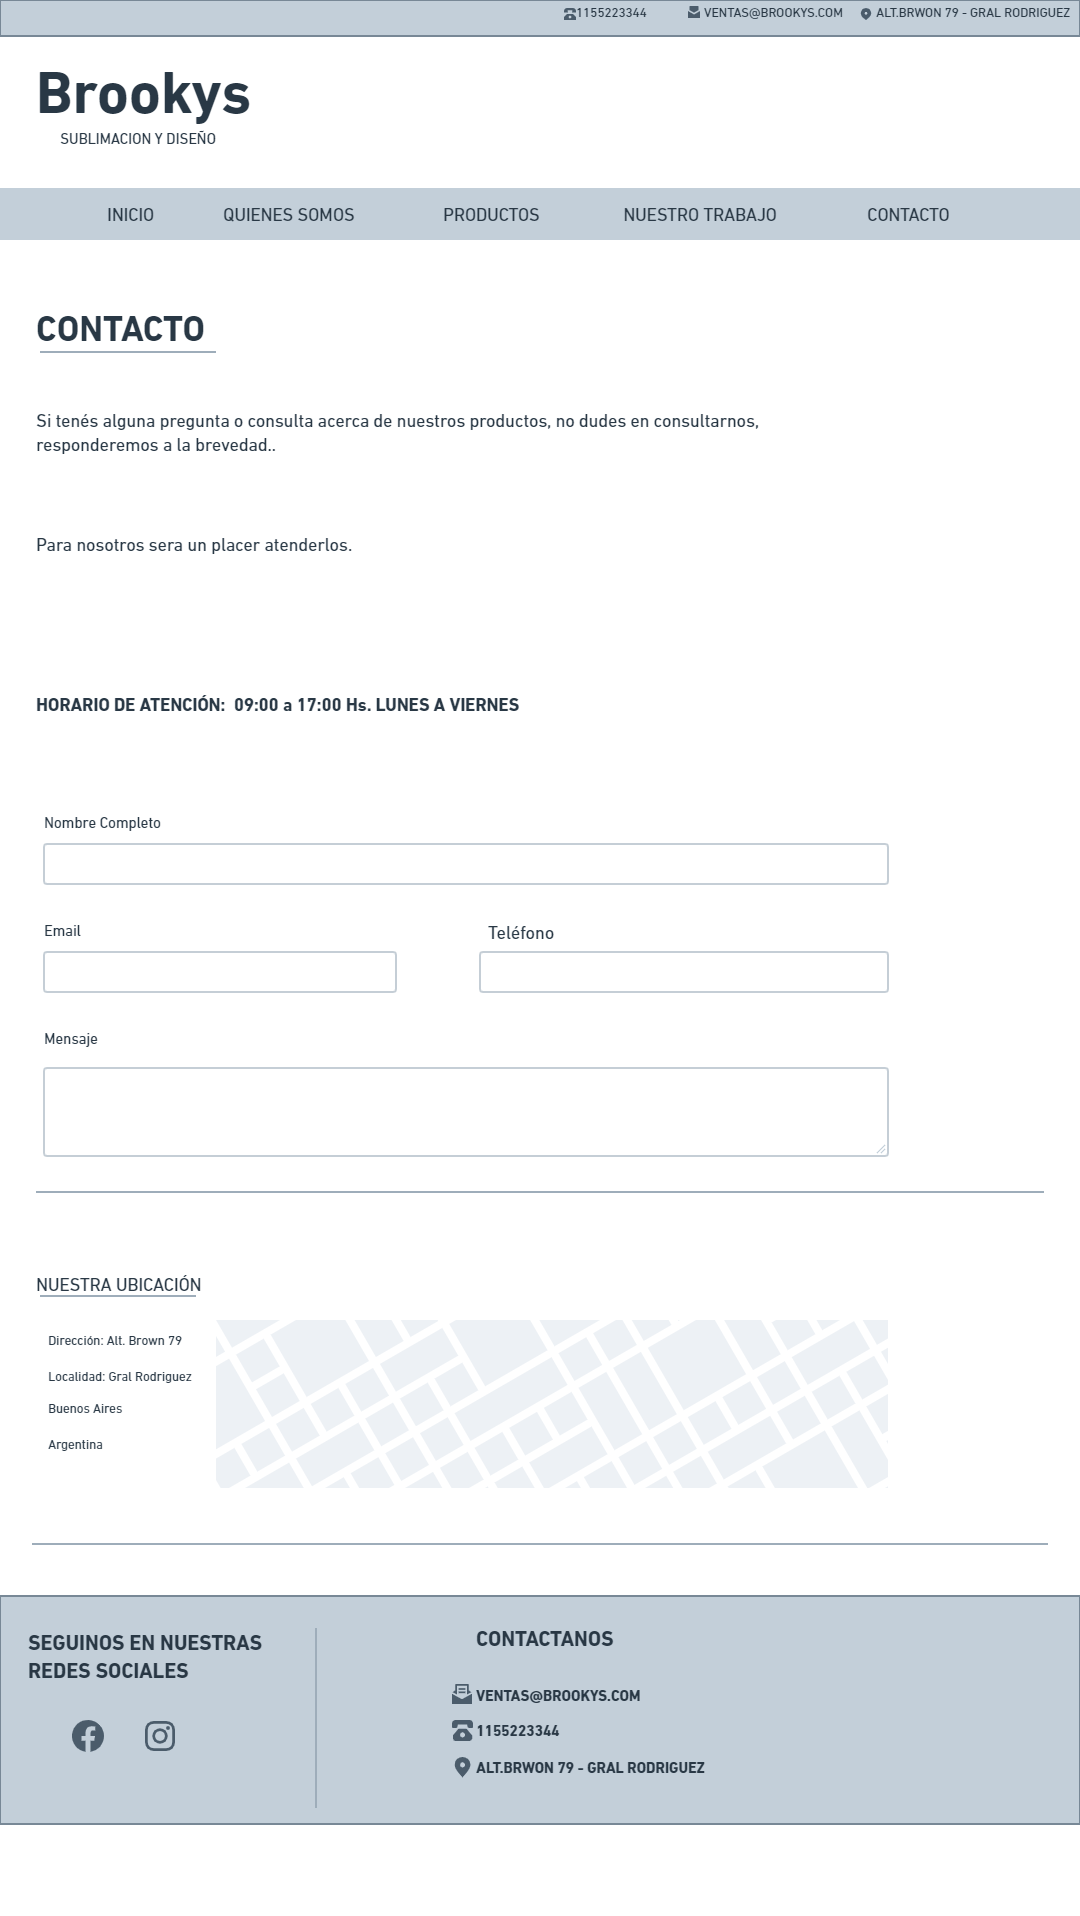 1155223344 VENTAS@BROOKYS.COM ALT.BRWON 79 - GRAL RODRIGUEZ
Brookys
SUBLIMACION Y DISEÑO
INICIO QUIENES SOMOS PRODUCTOS NUESTRO TRABAJO CONTACTO
CONTACTO
Si tenés alguna pregunta o consulta acerca de nuestros productos, no dudes en consultarnos,
responderemos a la brevedad..
Para nosotros sera un placer atenderlos.
HORARIO DE ATENCIÓN:  09:00 a 17:00 Hs. LUNES A VIERNES
Nombre Completo
Email Teléfono
Mensaje
NUESTRA UBICACIÓN
Dirección: Alt. Brown 79
Localidad: Gral Rodriguez
Buenos Aires
Argentina
SEGUINOS EN NUESTRAS
REDES SOCIALES
CONTACTANOS
VENTAS@BROOKYS.COM
1155223344
ALT.BRWON 79 - GRAL RODRIGUEZ